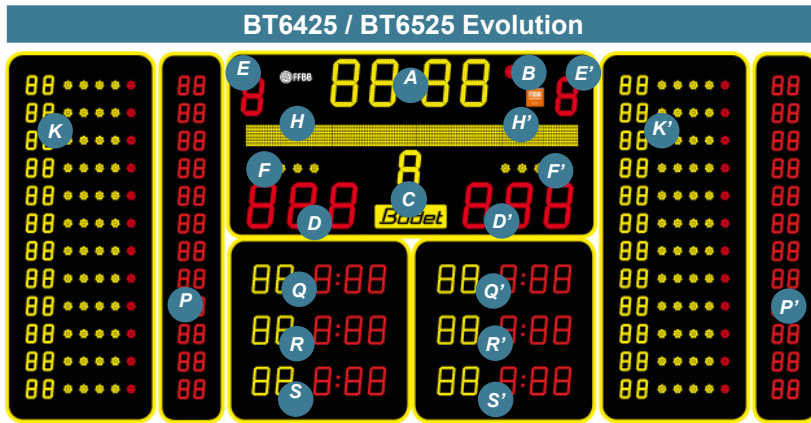 BT6425 / BT6525 Evolution
E FFBB A B E'
K H H' K'
F C F'
D Bodet D'
P Q Q' P'
R R'
S S'